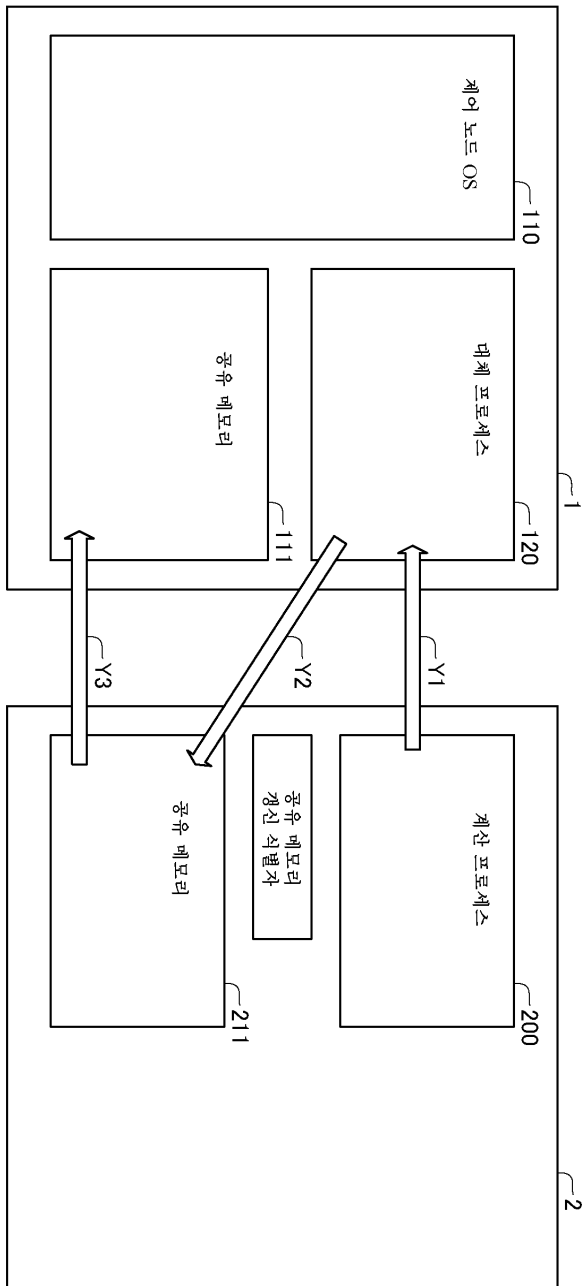 1
제어 노드 OS
110
대체 프로세스
120
공유 메모리
111
Y1
Y2
Y3
2
계산 프로세스
200
공유 메모리
갱신 식별자
공유 메모리
211